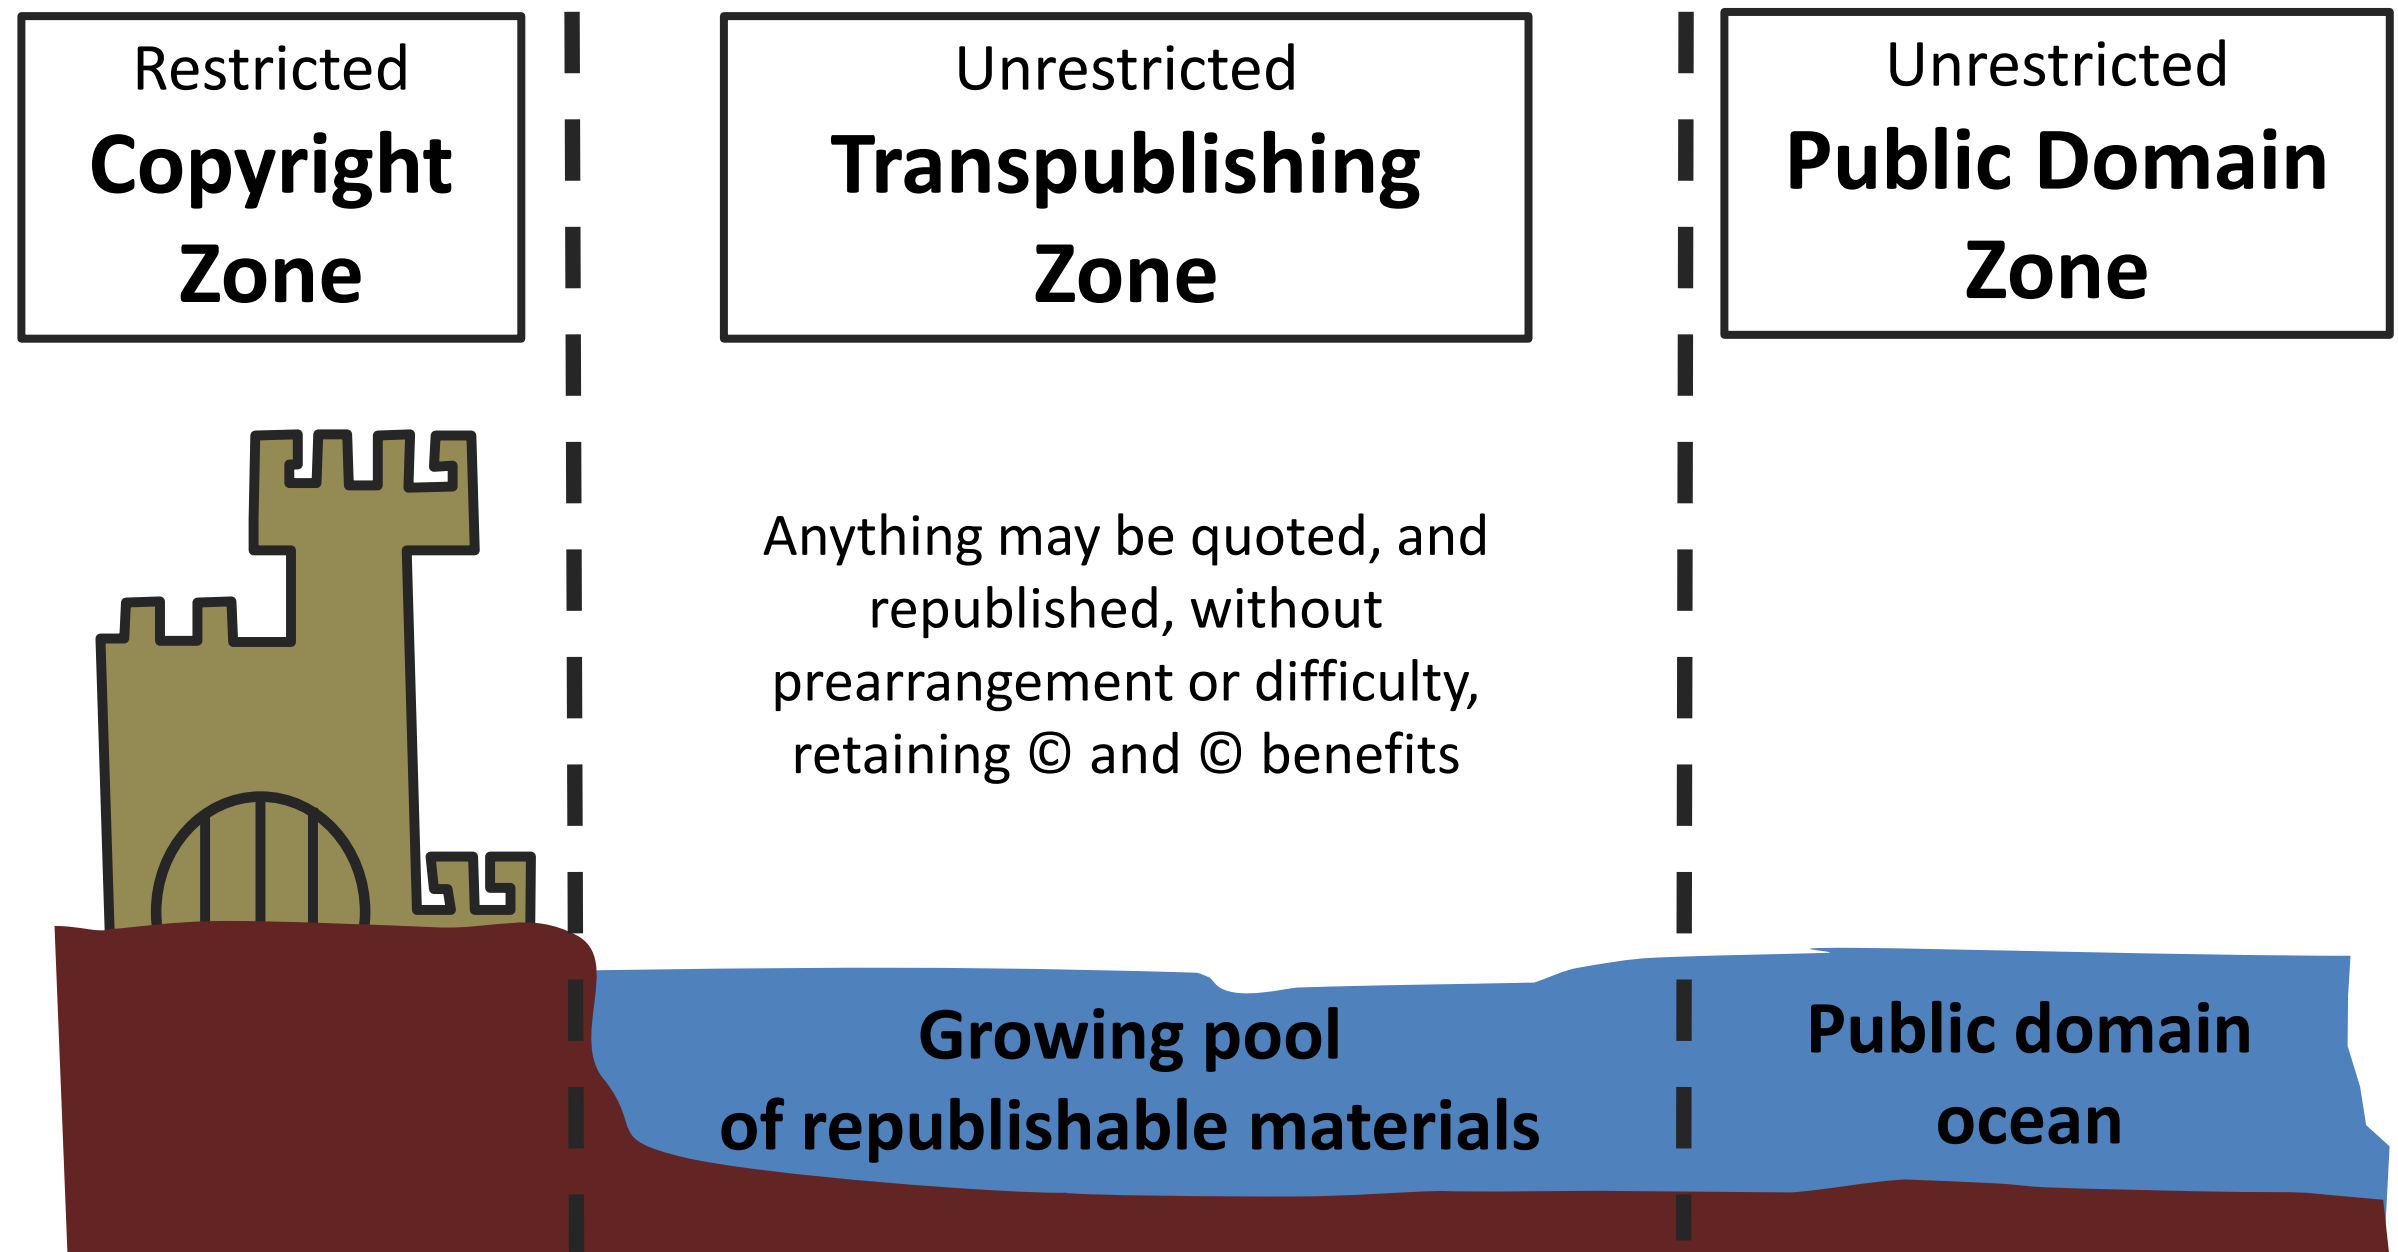 Restricted
Copyright
Zone
Unrestricted
Transpublishing
Zone
Unrestricted
Public Domain
Zone
Anything may be quoted, and
republished, without
prearrangement or difficulty,
retaining © and © benefits
Growing pool
of republishable materials
Public domain
ocean